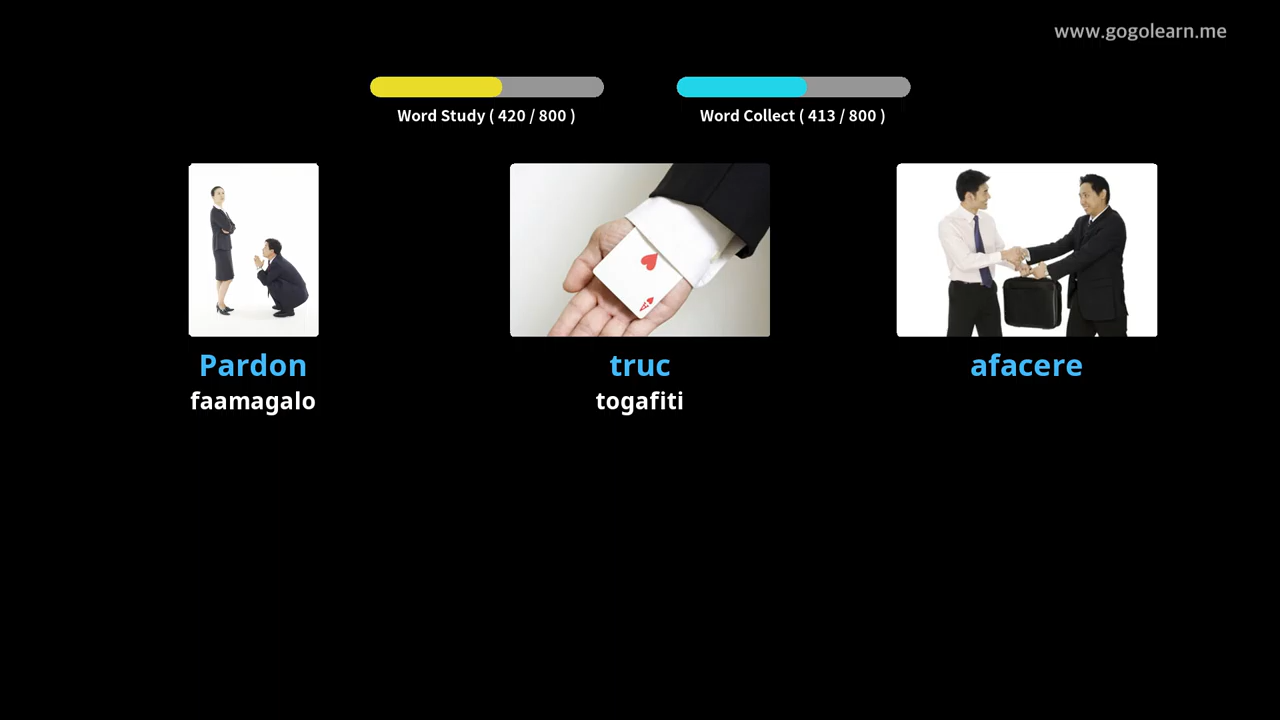 www.gogolearn.me
Word Study ( 420 / 800 )
Word Collect ( 413 / 800 )
Pardon
faamagalo
truc
togafiti
afacere